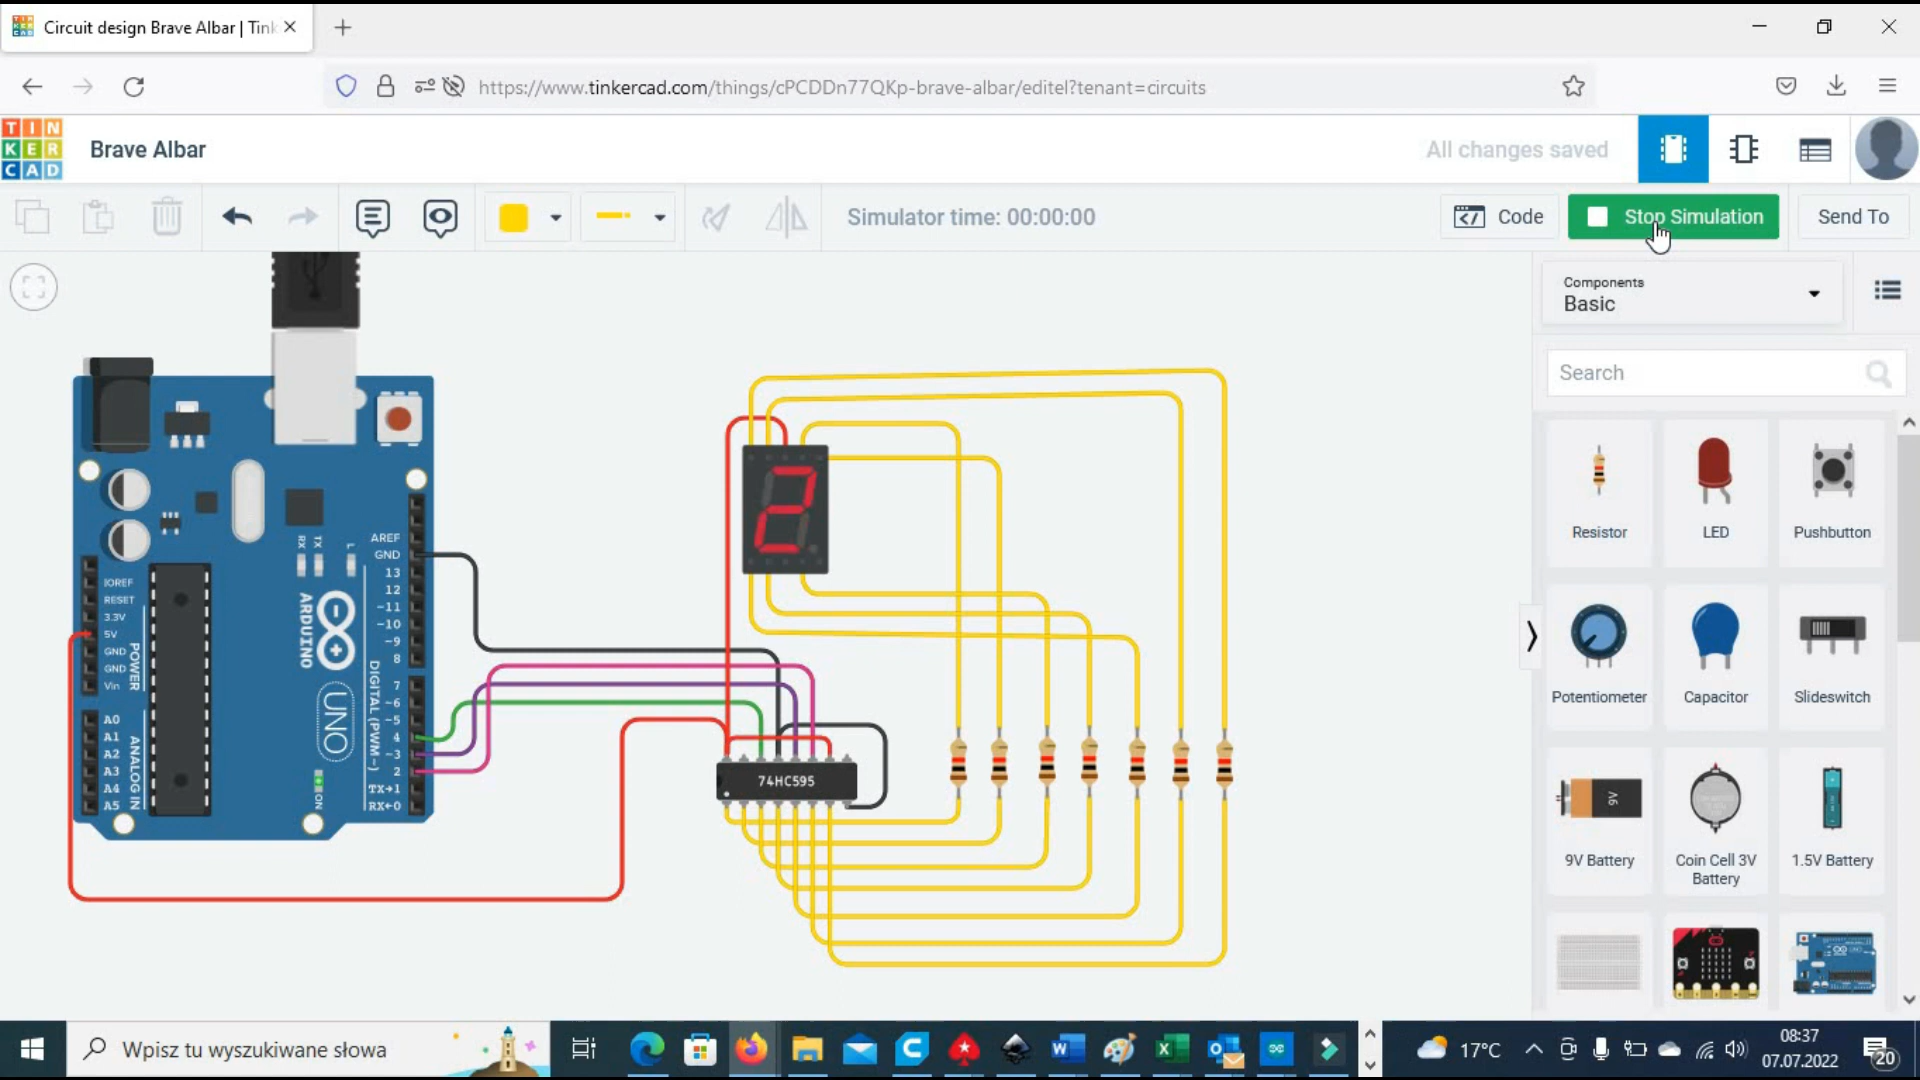 Circuit design Brave Albar | Tink
https://www.tinkercad.com/things/cPCDDn77QKp-brave-albar/editel?tenant=circuits
TIN
KER
CAD
Brave Albar
All changes saved
Simulator time: 00:00:00
Code
Stop Simulation
Send To
Components
Basic
Search
Resistor
LED
Pushbutton
Potentiometer
Capacitor
Slideswitch
9V
9V Battery
Coin Cell 3V
Battery
1.5V Battery
RX
TX
L
AREF
GND
13
12
~11
~10
~9
8
7
~6
~5
4
~3
2
TX→1
RX←0
DIGITAL (PWM~)
ARDUINO
UNO
ON
IOREF
RESET
3.3V
5V
GND
GND
Vin
POWER
A0
A1
A2
A3
A4
A5
ANALOG IN
2
74HC595
Wpisz tu wyszukiwane słowa
17°C
08:37
07.07.2022
20